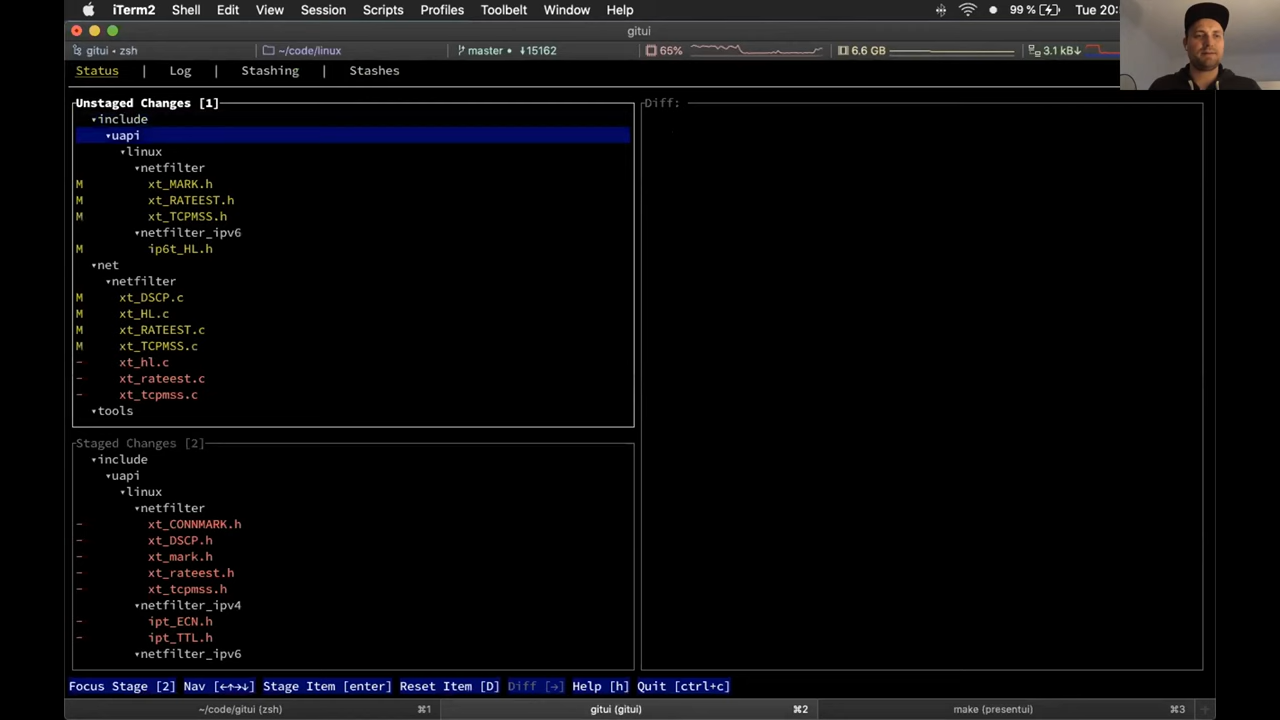 iTerm2 Shell Edit View Session Scripts Profiles Toolbelt Window Help 99 % Tue 20:
gitui
gitui • zsh ~/code/linux master • ↓15162 65% 6.6 GB 3.1 kB↓
Status | Log | Stashing | Stashes
Unstaged Changes [1]
▾include
▾uapi
▾linux
▾netfilter
M xt_MARK.h
M xt_RATEEST.h
M xt_TCPMSS.h
▾netfilter_ipv6
M ip6t_HL.h
▾net
▾netfilter
M xt_DSCP.c
M xt_HL.c
M xt_RATEEST.c
M xt_TCPMSS.c
- xt_hl.c
- xt_rateest.c
- xt_tcpmss.c
▾tools
Staged Changes [2]
▾include
▾uapi
▾linux
▾netfilter
- xt_CONNMARK.h
- xt_DSCP.h
- xt_mark.h
- xt_rateest.h
- xt_tcpmss.h
▾netfilter_ipv4
- ipt_ECN.h
- ipt_TTL.h
▾netfilter_ipv6
Diff:
Focus Stage [2] Nav [←↑→↓] Stage Item [enter] Reset Item [D] Diff [→] Help [h] Quit [ctrl+c]
~/code/gitui (zsh) ⌘1 gitui (gitui) ⌘2 make (presentui) ⌘3